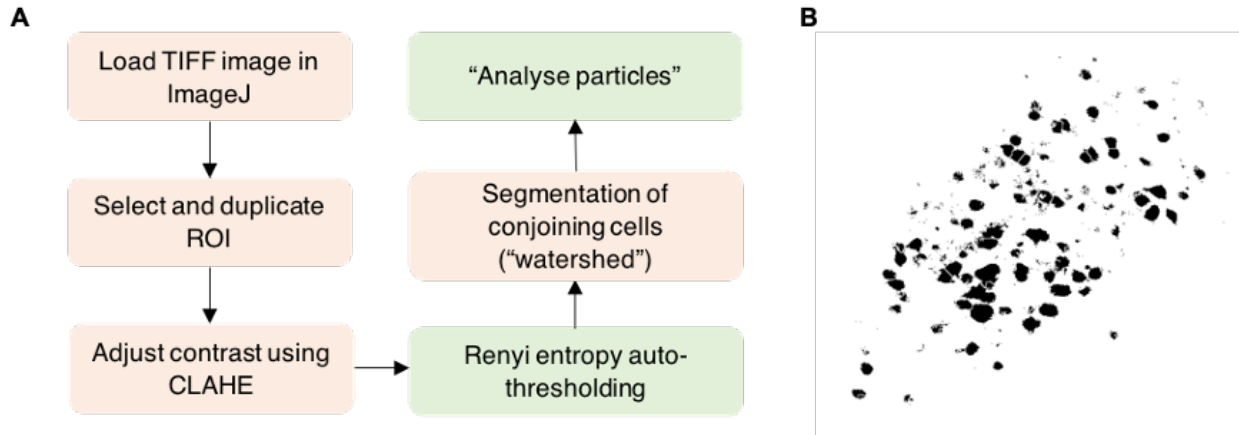 A
Load TIFF image in
ImageJ
Select and duplicate
ROI
Adjust contrast using
CLAHE
Renyi entropy auto-
thresholding
Segmentation of
conjoining cells
(“watershed”)
“Analyse particles”
B